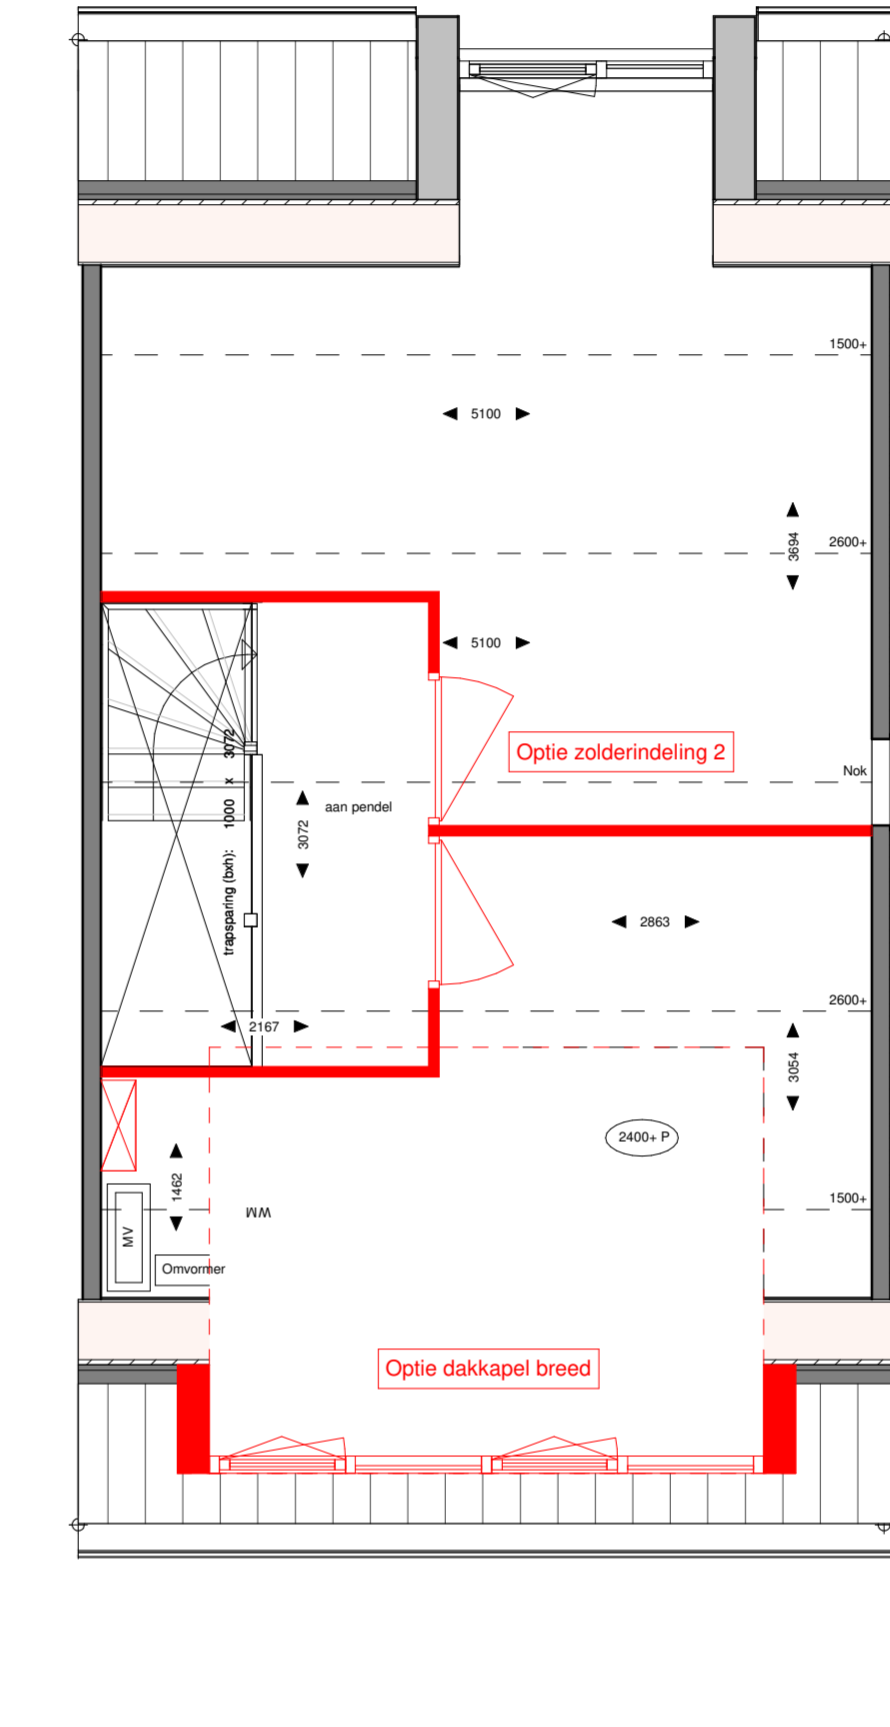 1500+
5100
3694
2600+
5100
Optie zolderindeling 2
Nok
trapsparing (bxh): 1000 x 3072
aan pendel
3072
2863
2600+
2167
3054
2400+ P
1462
1500+
WM
MV
Omvormer
Optie dakkapel breed